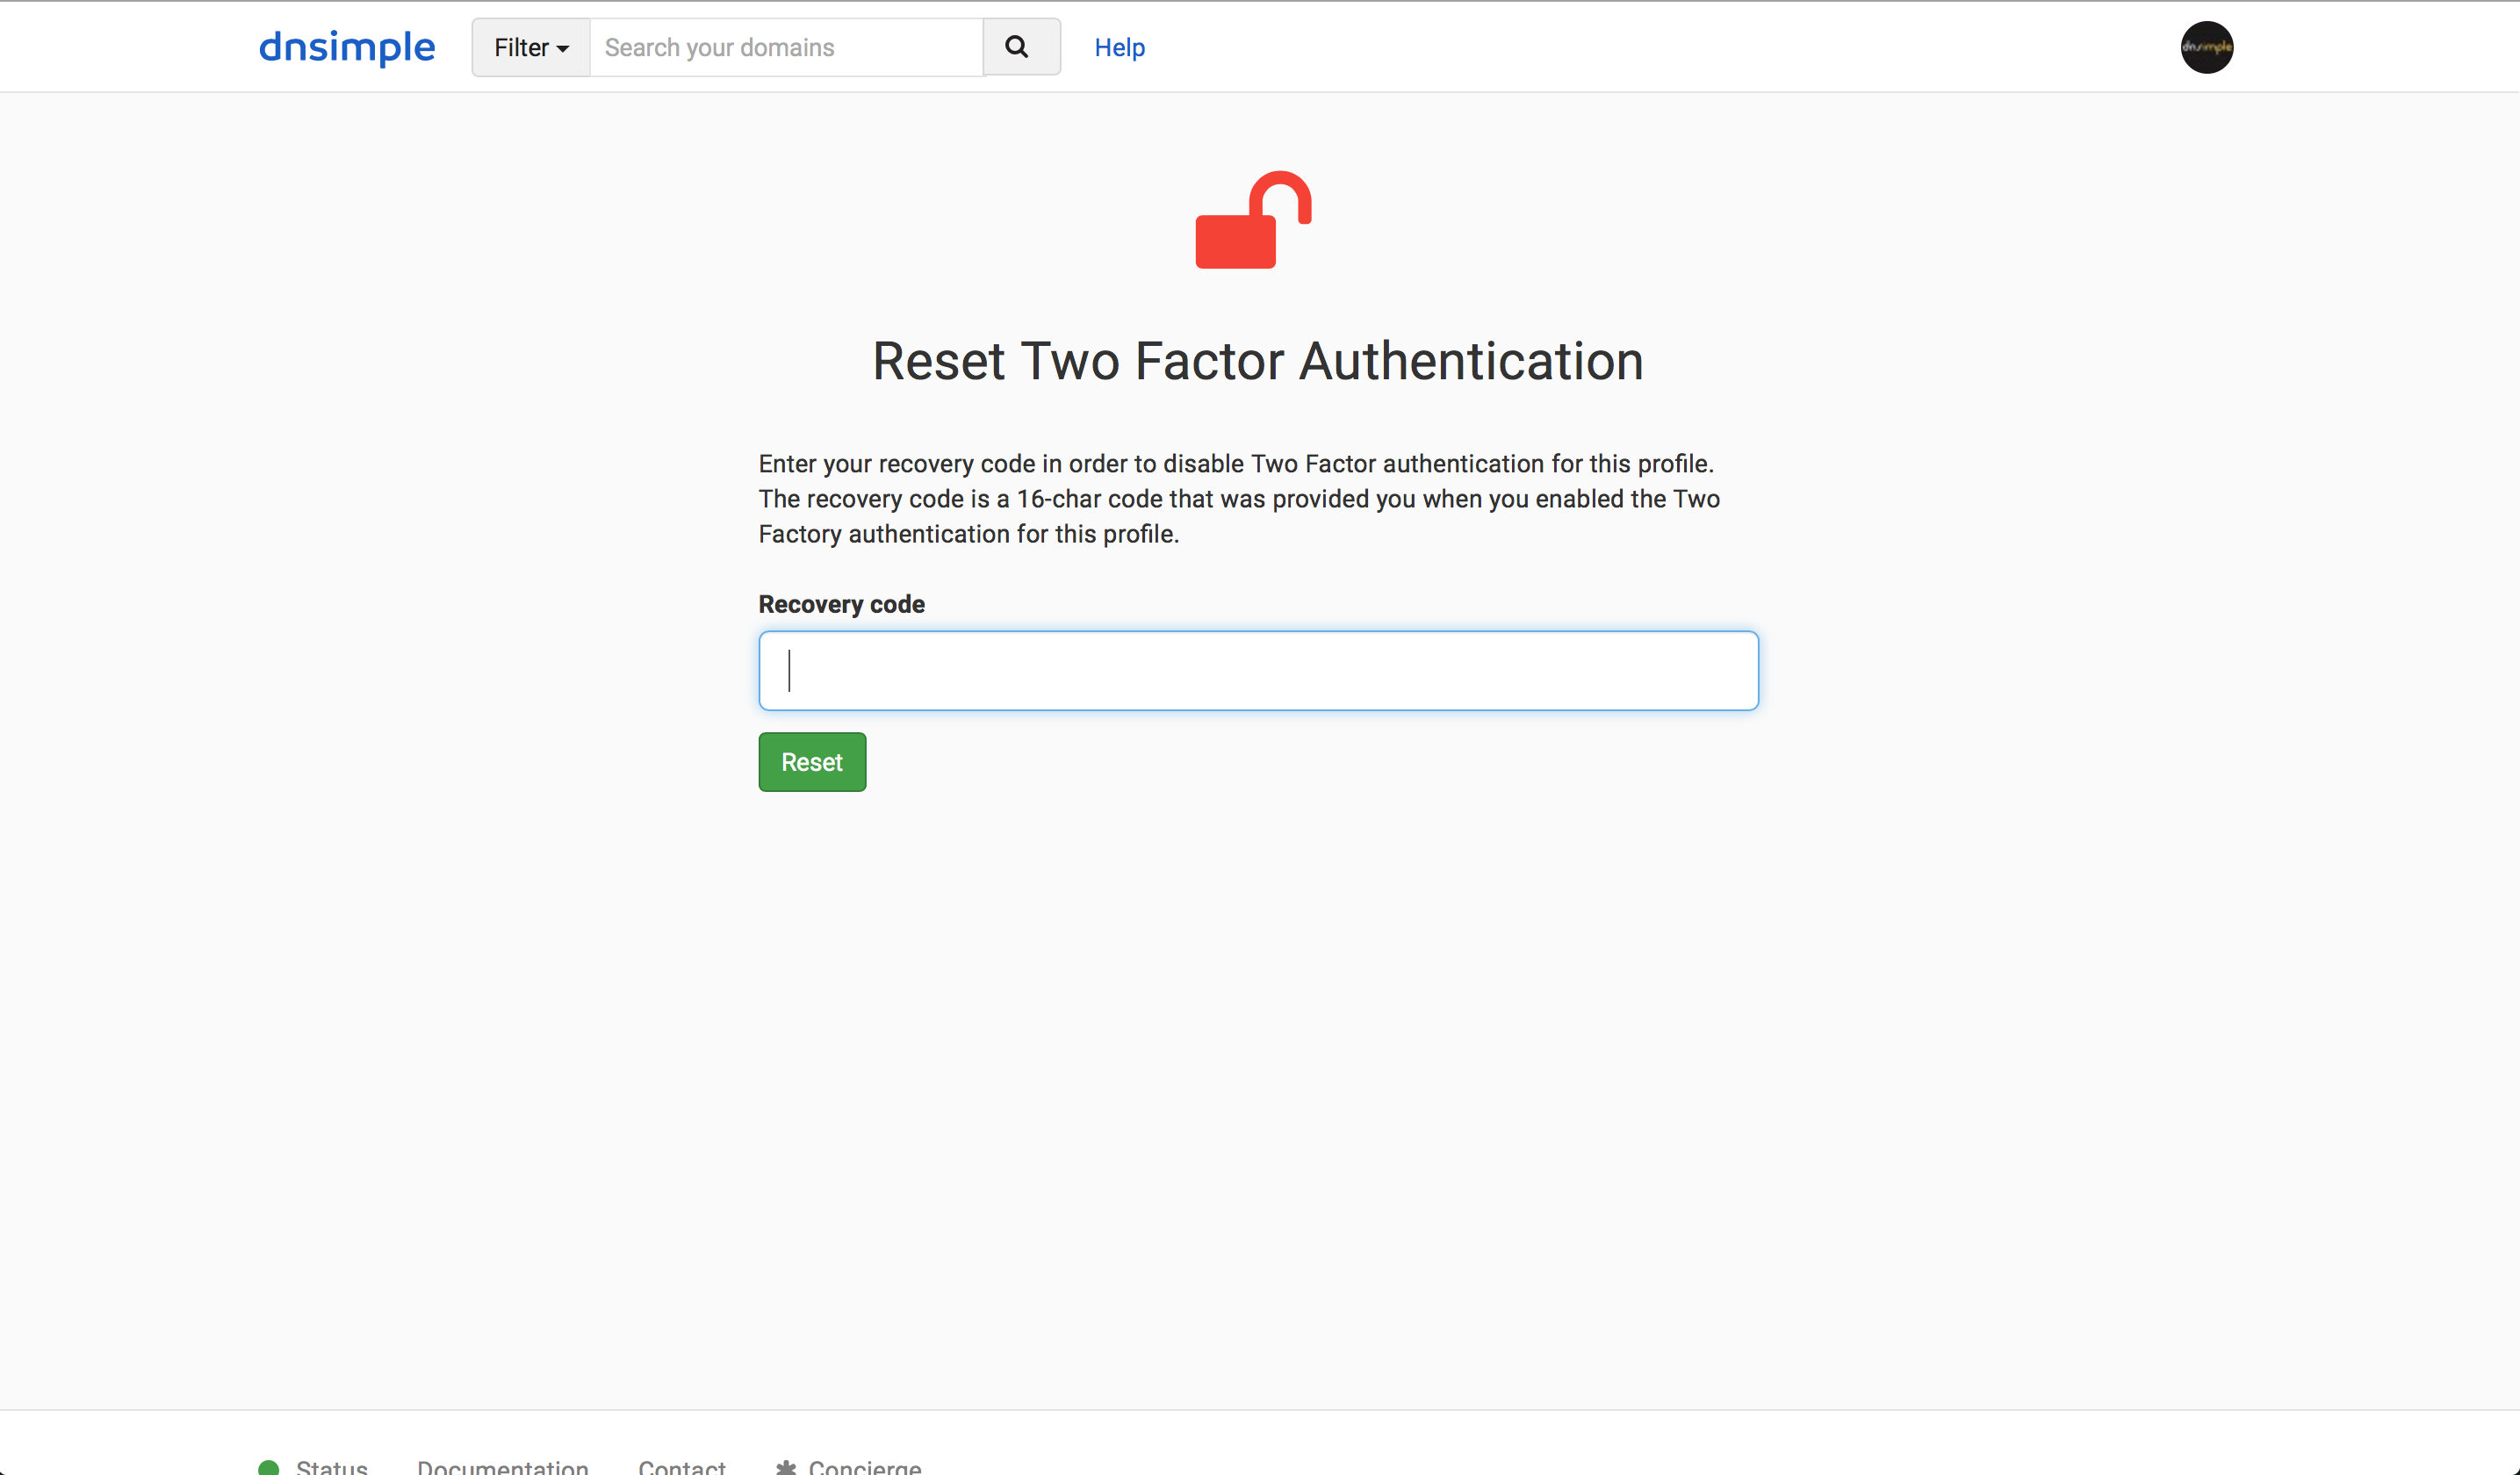 dnsimple
Filter
Search your domains
Help
dnsimple
Reset Two Factor Authentication
Enter your recovery code in order to disable Two Factor authentication for this profile.
The recovery code is a 16-char code that was provided you when you enabled the Two
Factory authentication for this profile.
Recovery code
Reset
Status
Documentation
Contact
Concierge